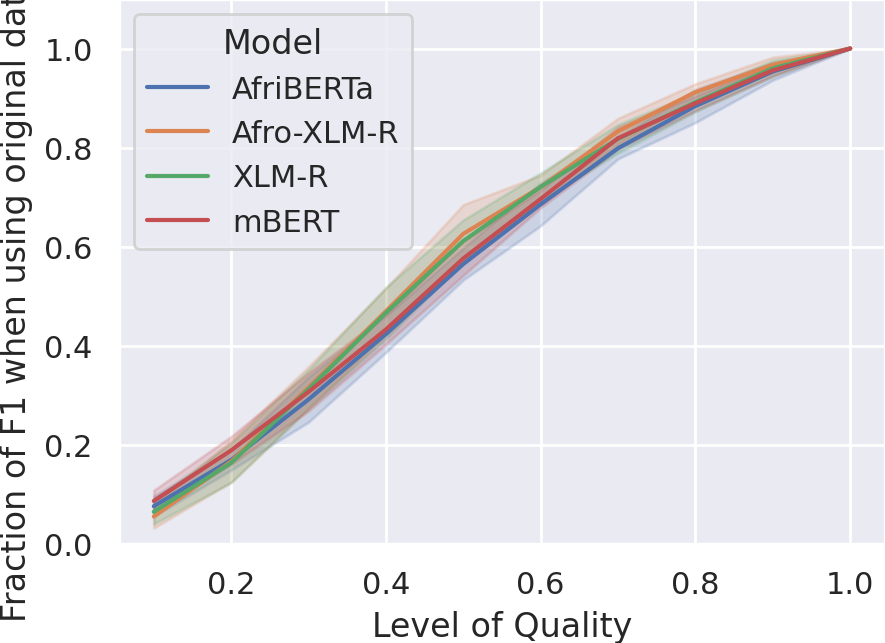 Fraction of F1 when using original dat
1.0
0.8
0.6
0.4
0.2
0.0
Model
AfriBERTa
Afro-XLM-R
XLM-R
mBERT
0.2 0.4 0.6 0.8 1.0
Level of Quality